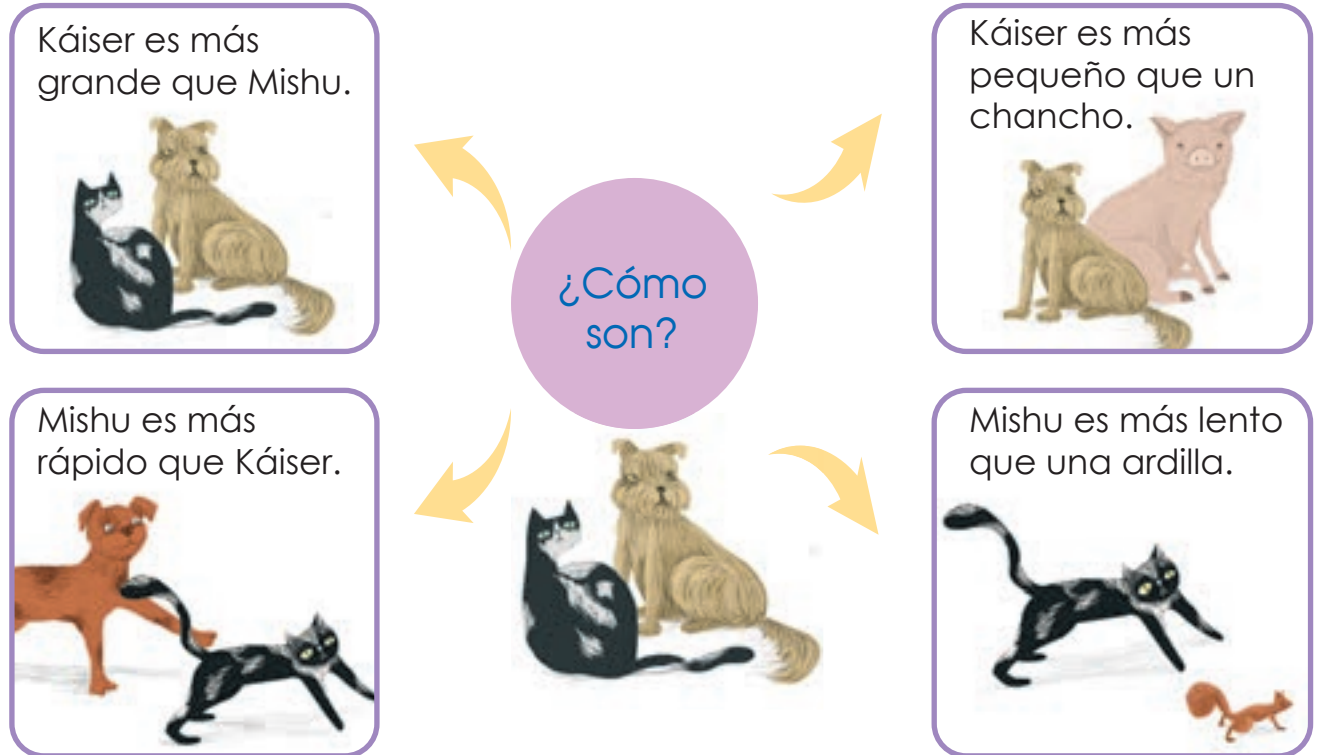 Káiser es más
grande que Mishu.
Káiser es más
pequeño que un
chancho.
¿Cómo
son?
Mishu es más
rápido que Káiser.
Mishu es más lento
que una ardilla.